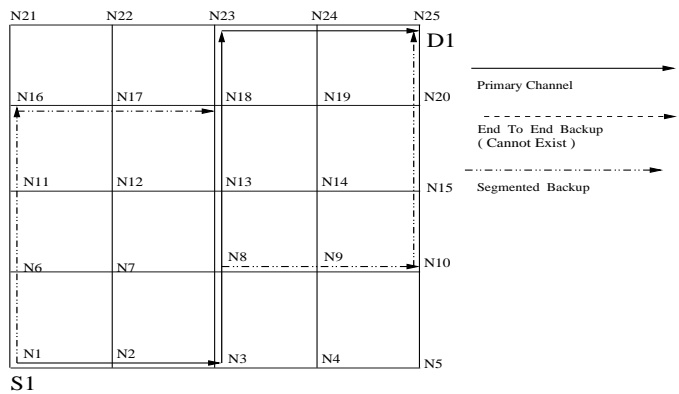 N21 N22 N23 N24 N25
D1
N16 N17 N18 N19 N20
N11 N12 N13 N14 N15
N6 N7 N8 N9 N10
N1 N2 N3 N4 N5
S1
Primary Channel
End To End Backup
( Cannot Exist )
Segmented Backup